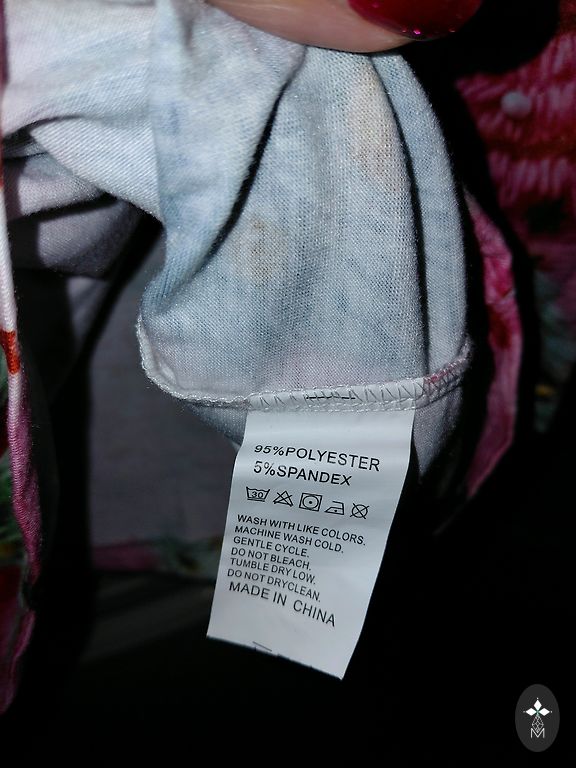 95%POLYESTER
5%SPANDEX
30
WASH WITH LIKE COLORS.
MACHINE WASH COLD.
GENTLE CYCLE.
DO NOT BLEACH.
TUMBLE DRY LOW.
DO NOT DRYCLEAN.
MADE IN CHINA
M